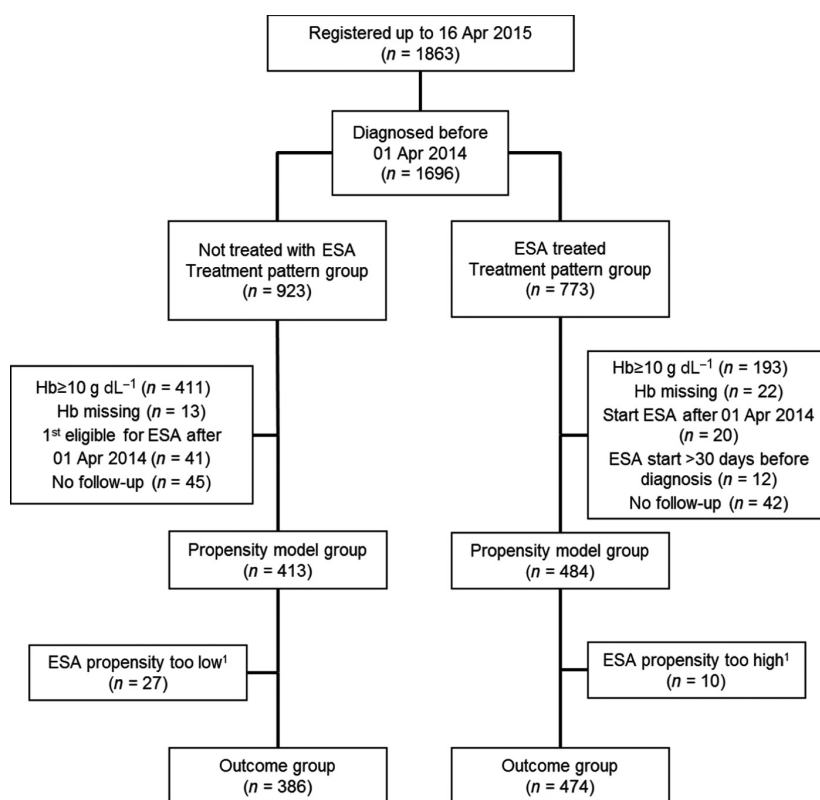 Registered up to 16 Apr 2015
(n = 1863)
Diagnosed before
01 Apr 2014
(n = 1696)
Not treated with ESA
Treatment pattern group
(n = 923)
ESA treated
Treatment pattern group
(n = 773)
Hb≥10 g dL⁻¹ (n = 411)
Hb missing (n = 13)
1st eligible for ESA after
01 Apr 2014 (n = 41)
No follow-up (n = 45)
Hb≥10 g dL⁻¹ (n = 193)
Hb missing (n = 22)
Start ESA after 01 Apr 2014
(n = 20)
ESA start >30 days before
diagnosis (n = 12)
No follow-up (n = 42)
Propensity model group
(n = 413)
Propensity model group
(n = 484)
ESA propensity too low¹
(n = 27)
ESA propensity too high¹
(n = 10)
Outcome group
(n = 386)
Outcome group
(n = 474)